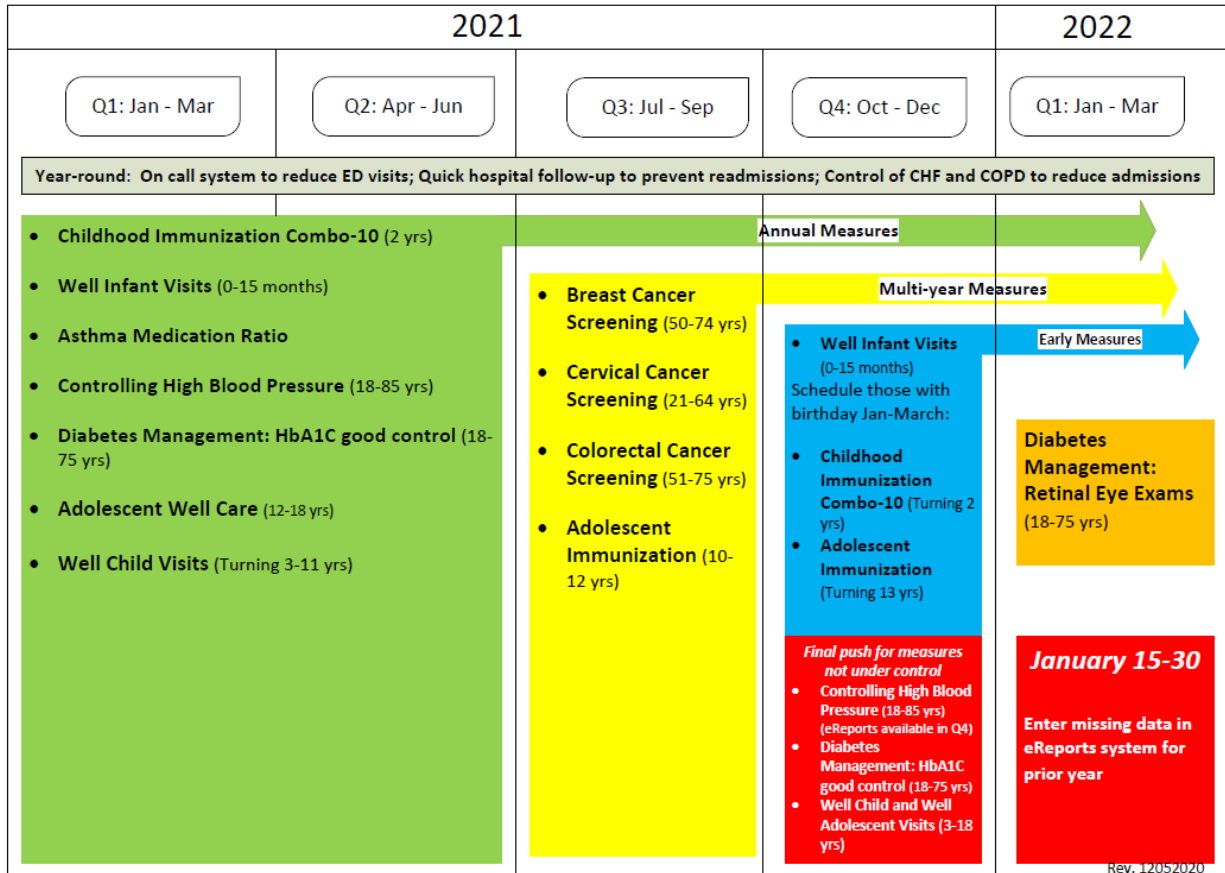 2021
2022
Q1: Jan - Mar
Q2: Apr - Jun
Q3: Jul - Sep
Q4: Oct - Dec
Q1: Jan - Mar
Year-round: On call system to reduce ED visits; Quick hospital follow-up to prevent readmissions; Control of CHF and COPD to reduce admissions
Annual Measures
• Childhood Immunization Combo-10 (2 yrs)
• Well Infant Visits (0-15 months)
• Asthma Medication Ratio
• Controlling High Blood Pressure (18-85 yrs)
• Diabetes Management: HbA1C good control (18-
75 yrs)
• Adolescent Well Care (12-18 yrs)
• Well Child Visits (Turning 3-11 yrs)
Multi-year Measures
• Breast Cancer
Screening (50-74 yrs)
• Cervical Cancer
Screening (21-64 yrs)
• Colorectal Cancer
Screening (51-75 yrs)
• Adolescent
Immunization (10-
12 yrs)
Early Measures
• Well Infant Visits
(0-15 months)
Schedule those with
birthday Jan-March:
• Childhood
Immunization
Combo-10 (Turning 2
yrs)
• Adolescent
Immunization
(Turning 13 yrs)
Final push for measures
not under control
• Controlling High Blood
Pressure (18-85 yrs)
(eReports available in Q4)
• Diabetes
Management: HbA1C
good control (18-75 yrs)
• Well Child and Well
Adolescent Visits (3-18
yrs)
Diabetes
Management:
Retinal Eye Exams
(18-75 yrs)
January 15-30
Enter missing data in
eReports system for
prior year
Rev. 12052020